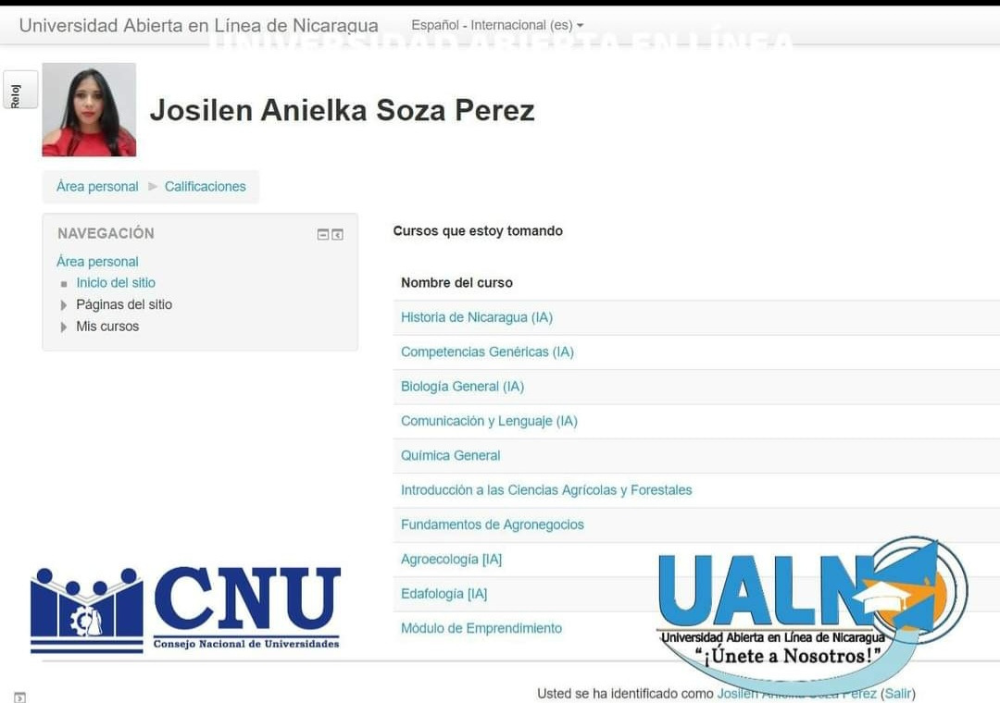 Universidad Abierta en Línea de Nicaragua Español - Internacional (es)
UNIVERSIDAD ABIERTA EN LÍNEA
Reloj
Josilen Anielka Soza Perez
Área personal Calificaciones
NAVEGACIÓN
Área personal
Inicio del sitio
Páginas del sitio
Mis cursos
Cursos que estoy tomando
Nombre del curso
Historia de Nicaragua (IA)
Competencias Genéricas (IA)
Biología General (IA)
Comunicación y Lenguaje (IA)
Química General
Introducción a las Ciencias Agrícolas y Forestales
Fundamentos de Agronegocios
Agroecología [IA]
Edafología [IA]
Módulo de Emprendimiento
CNU
Consejo Nacional de Universidades
UALN
Universidad Abierta en Línea de Nicaragua
“¡Únete a Nosotros!”
Usted se ha identificado como Josilen Anielka Soza Perez (Salir)